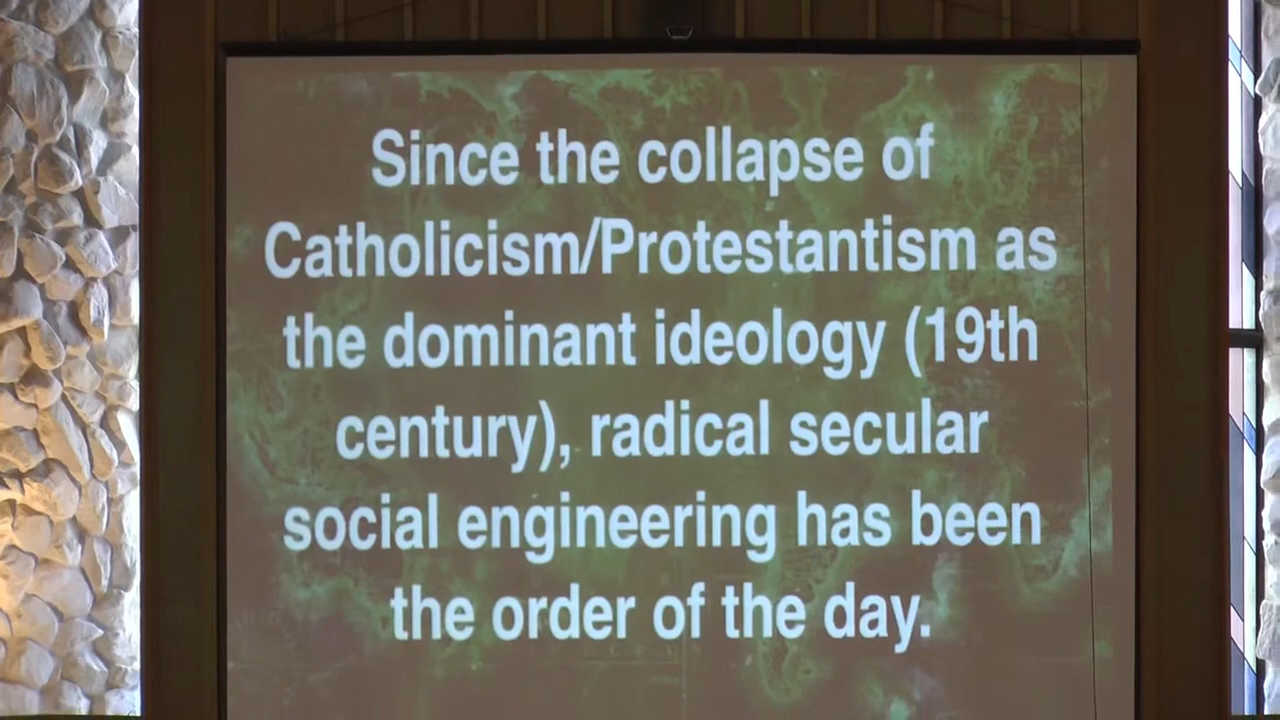 Since the collapse of
Catholicism/Protestantism as
the dominant ideology (19th
century), radical secular
social engineering has been
the order of the day.